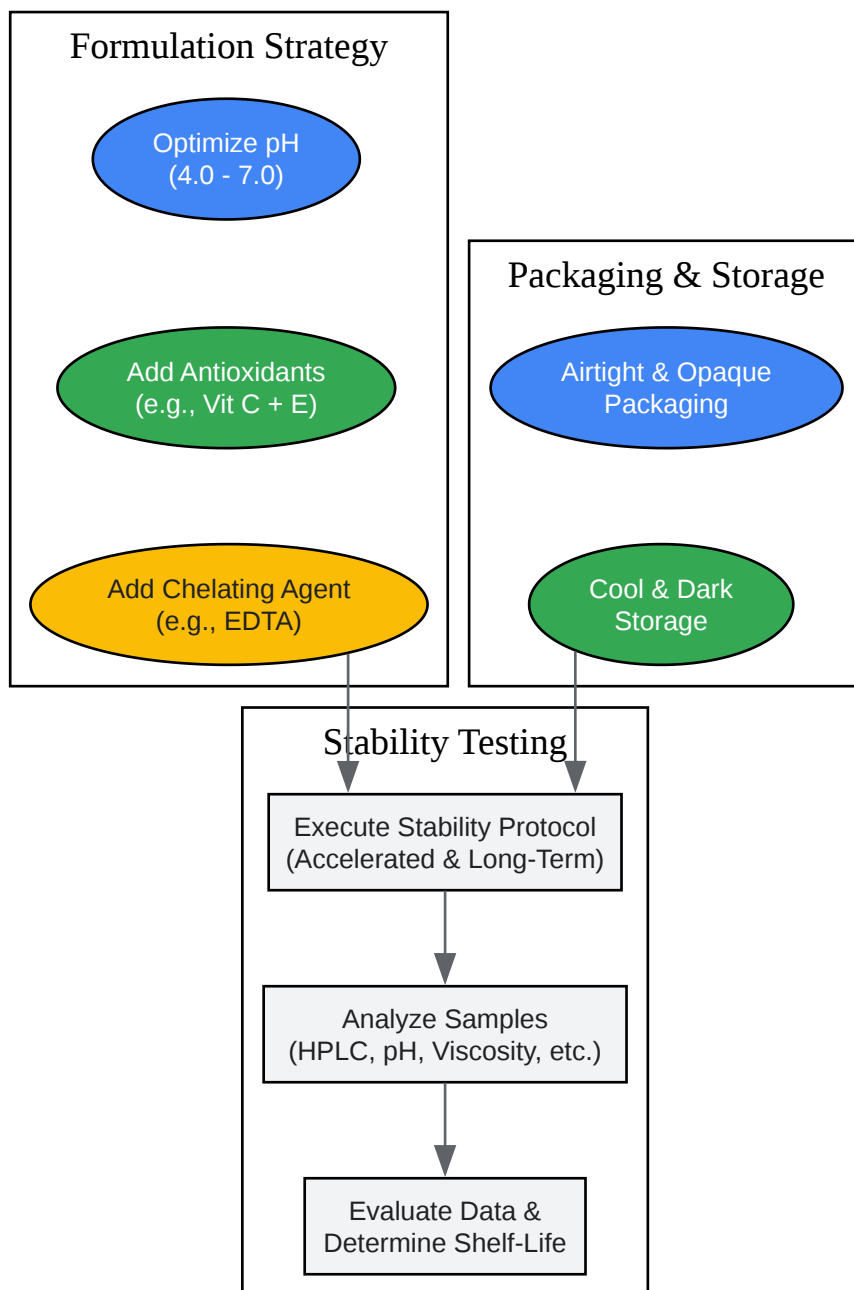 Formulation Strategy
Optimize pH
(4.0 - 7.0)
Add Antioxidants
(e.g., Vit C + E)
Add Chelating Agent
(e.g., EDTA)
Packaging & Storage
Airtight & Opaque
Packaging
Cool & Dark
Storage
Stability Testing
Execute Stability Protocol
(Accelerated & Long-Term)
Analyze Samples
(HPLC, pH, Viscosity, etc.)
Evaluate Data &
Determine Shelf-Life